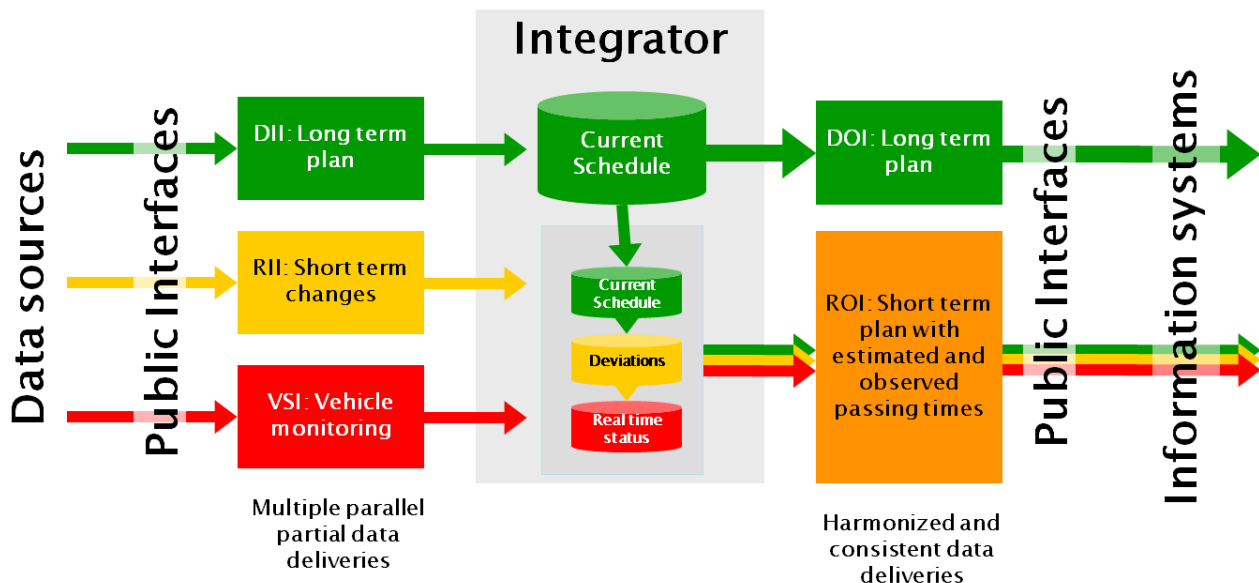 Integrator
Data sources
Public Interfaces
DII: Long term
plan
RII: Short term
changes
VSI: Vehicle
monitoring
Multiple parallel
partial data
deliveries
Current
Schedule
Current
Schedule
Deviations
Real time
status
DOI: Long term
plan
ROI: Short term
plan with
estimated and
observed
passing times
Harmonized and
consistent data
deliveries
Public Interfaces
Information systems